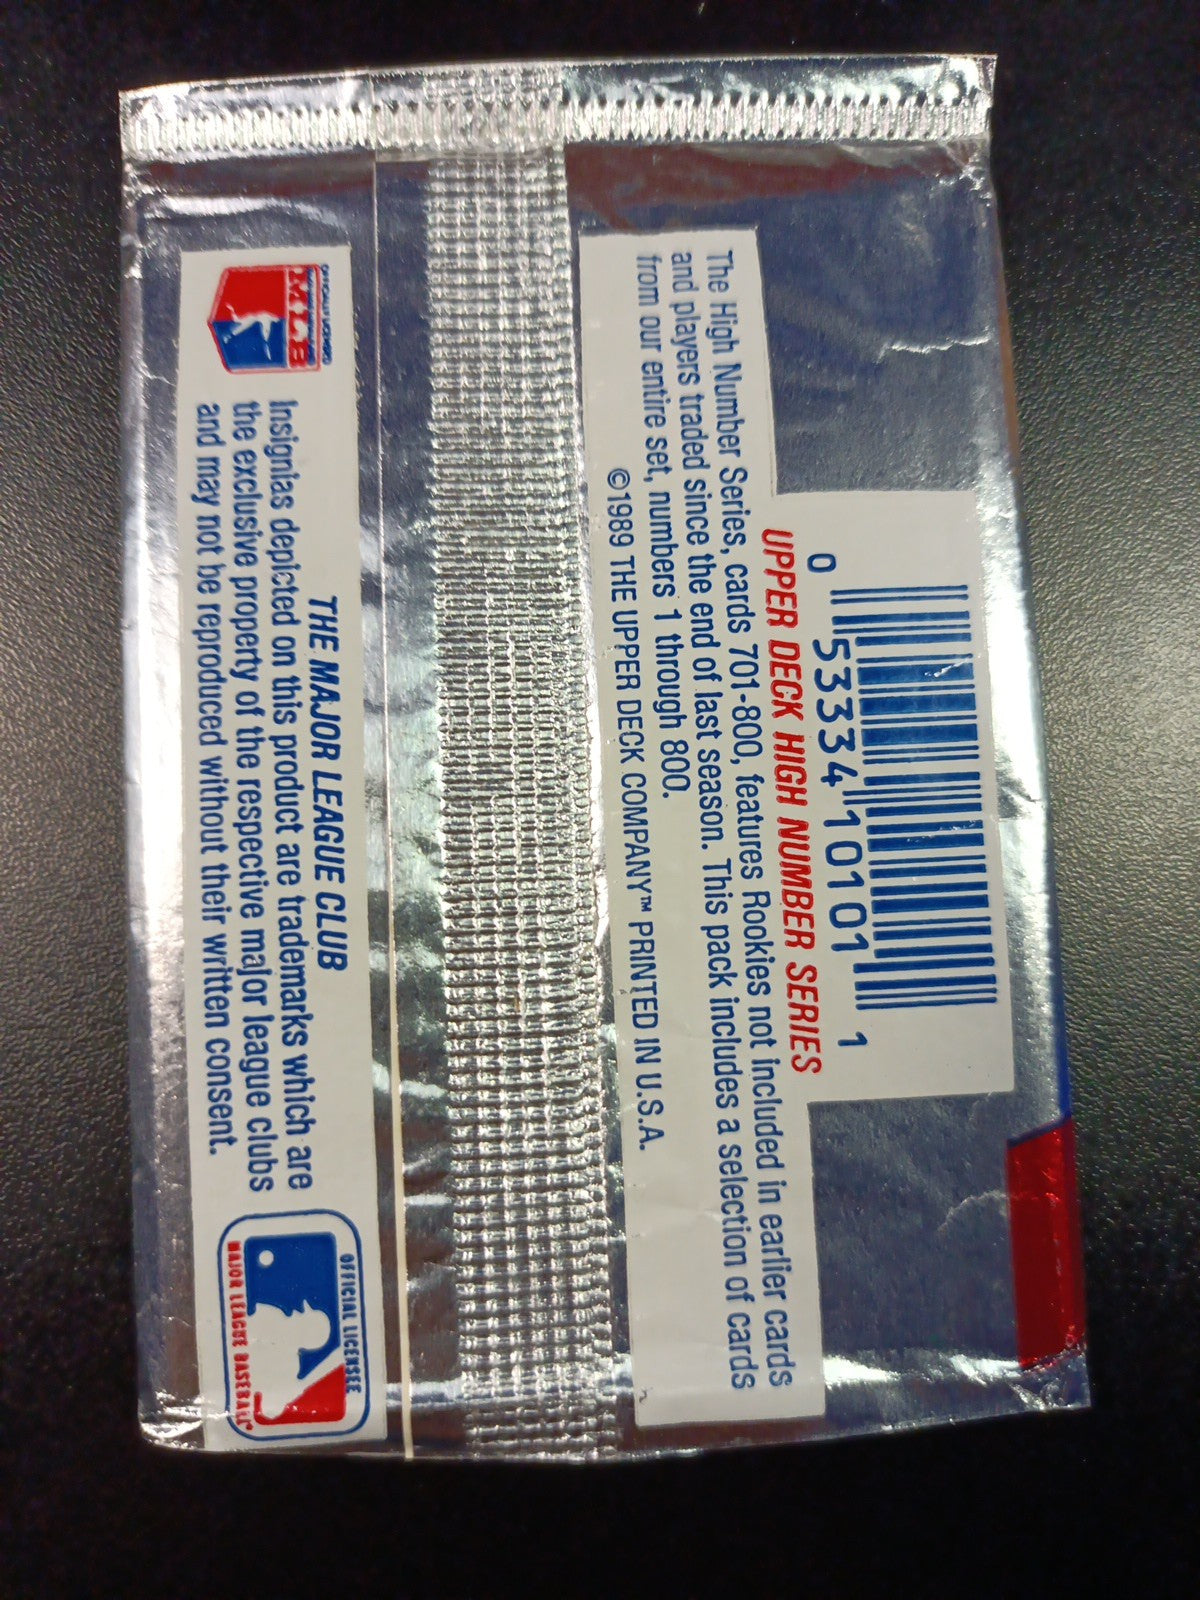 0 53334 10101 1
UPPER DECK HIGH NUMBER SERIES
The High Number Series, cards 701-800, features Rookies not included in earlier cards
and players traded since the end of last season. This pack includes a selection of cards
from our entire set, numbers 1 through 800.
©1989 THE UPPER DECK COMPANY™ PRINTED IN U.S.A.
THE MAJOR LEAGUE CLUB
Insignias depicted on this product are trademarks which are
the exclusive property of the respective major league clubs
and may not be reproduced without their written consent.
OFFICIAL LICENSEE
MAJOR LEAGUE BASEBALL